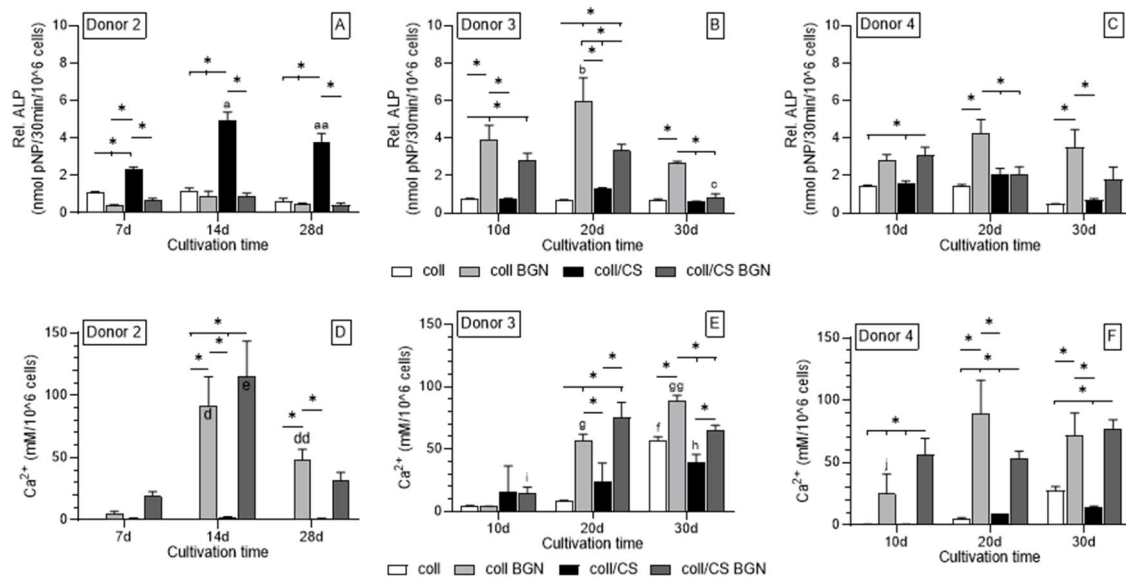 Donor 2
A
Rel. ALP
(nmol pNP/30min/10^6 cells)
10
8
6
4
2
0
*
*
*
*
*
a
*
*
aa
*
7d
14d
28d
Cultivation time
Donor 3
B
Rel. ALP
(nmol pNP/30min/10^6 cells)
10
8
6
4
2
0
*
*
*
*
*
*
b
*
*
c
10d
20d
30d
Cultivation time
Donor 4
C
Rel. ALP
(nmol pNP/30min/10^6 cells)
10
8
6
4
2
0
*
*
*
*
*
10d
20d
30d
Cultivation time
coll
coll BGN
coll/CS
coll/CS BGN
Donor 2
D
Ca2+ (mM/10^6 cells)
150
100
50
0
*
*
*
d
e
*
*
dd
7d
14d
28d
Cultivation time
Donor 3
E
Ca2+ (mM/10^6 cells)
150
100
50
0
i
*
*
*
g
*
*
*
f
gg
h
10d
20d
30d
Cultivation time
Donor 4
F
Ca2+ (mM/10^6 cells)
150
100
50
0
*
j
*
*
*
*
*
*
10d
20d
30d
Cultivation time
coll
coll BGN
coll/CS
coll/CS BGN